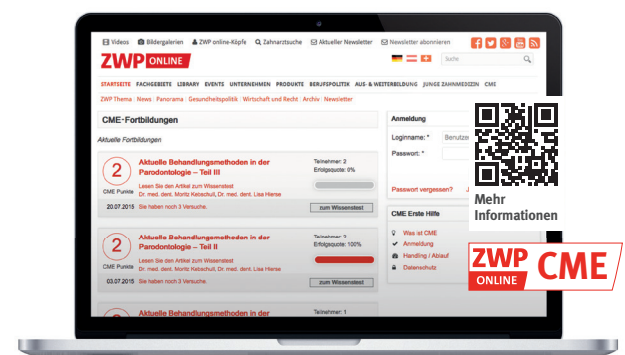 Videos Bildergalerien ZWP online-Köpfe Zahnarztsuche Aktueller Newsletter Newsletter abonnieren
ZWP ONLINE
Suche
STARTSEITE FACHGEBIETE LIBRARY EVENTS UNTERNEHMEN PRODUKTE BERUFSPOLITIK AUS- & WEITERBILDUNG JUNGE ZAHNMEDIZIN CME
ZWP Thema News Panorama Gesundheitspolitik Wirtschaft und Recht Archiv Newsletter
CME-Fortbildungen
Aktuelle Fortbildungen
2
CME Punkte
Aktuelle Behandlungsmethoden in der
Parodontologie – Teil III
Lesen Sie den Artikel zum Wissenstest
Dr. med. dent. Moritz Kebschull, Dr. med. dent. Lisa Hierse
Teilnehmer: 2
Erfolgsquote: 0%
20.07.2015 Sie haben noch 3 Versuche.
zum Wissenstest
2
CME Punkte
Aktuelle Behandlungsmethoden in der
Parodontologie – Teil II
Lesen Sie den Artikel zum Wissenstest
Dr. med. dent. Moritz Kebschull, Dr. med. dent. Lisa Hierse
Teilnehmer: 2
Erfolgsquote: 100%
03.07.2015 Sie haben noch 3 Versuche.
zum Wissenstest
2
Aktuelle Behandlungsmethoden in der
Teilnehmer: 1
Anmeldung
Loginname: *
Passwort: *
Passwort vergessen?
CME Erste Hilfe
Was ist CME
Anmeldung
Handling / Ablauf
Datenschutz
Mehr
Informationen
ZWP
ONLINE
CME